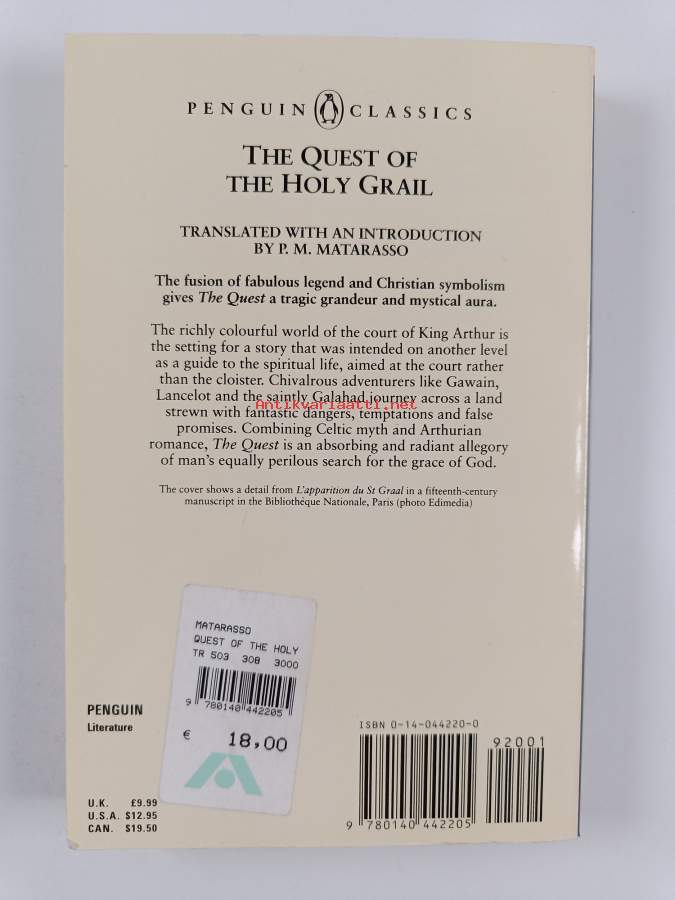 PENGUIN CLASSICS
THE QUEST OF
THE HOLY GRAIL
TRANSLATED WITH AN INTRODUCTION
BY P. M. MATARASSO
The fusion of fabulous legend and Christian symbolism
gives The Quest a tragic grandeur and mystical aura.
The richly colourful world of the court of King Arthur is
the setting for a story that was intended on another level
as a guide to the spiritual life, aimed at the court rather
than the cloister. Chivalrous adventurers like Gawain,
Lancelot and the saintly Galahad journey across a land
Antikvariaatti.net
strewn with fantastic dangers, temptations and false
promises. Combining Celtic myth and Arthurian
romance, The Quest is an absorbing and radiant allegory
of man's equally perilous search for the grace of God.
The cover shows a detail from L'apparition du St Graal in a fifteenth-century
manuscript in the Bibliothèque Nationale, Paris (photo Edimedia)
MATARASSO
QUEST OF THE HOLY
TR 503 308 3000
9 780140 442205
€ 18,00
PENGUIN
Literature
U.K. £9.99
U.S.A. $12.95
CAN. $19.50
ISBN 0-14-044220-0
92001
9 780140 442205